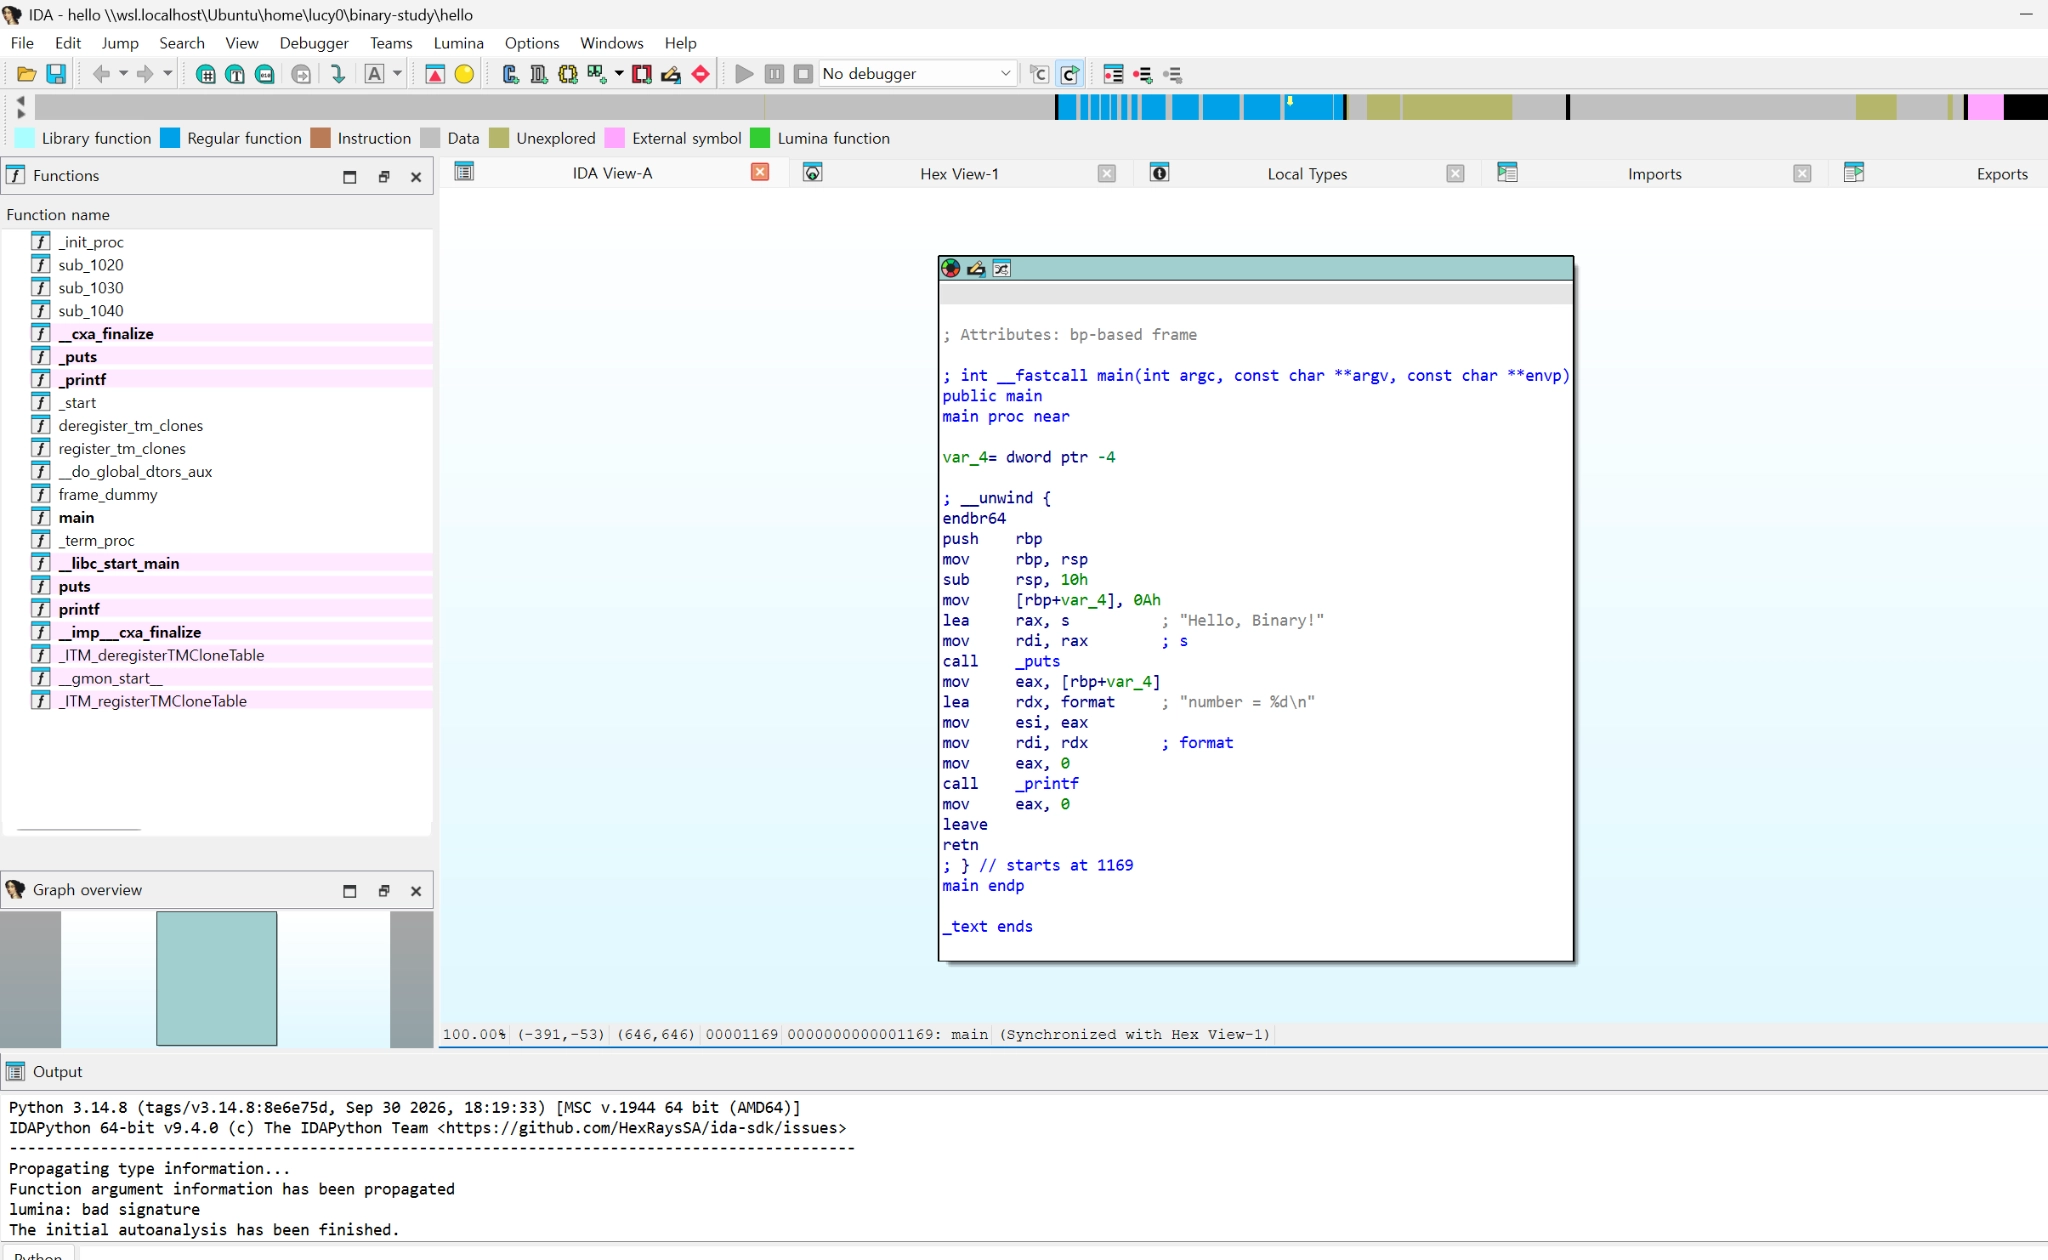 IDA - hello \\wsl.localhost\Ubuntu\home\lucy0\binary-study\hello
File Edit Jump Search View Debugger Teams Lumina Options Windows Help
No debugger
Library function Regular function Instruction Data Unexplored External symbol Lumina function
Functions
Function name
_init_proc
sub_1020
sub_1030
sub_1040
__cxa_finalize
_puts
_printf
_start
deregister_tm_clones
register_tm_clones
__do_global_dtors_aux
frame_dummy
main
_term_proc
__libc_start_main
puts
printf
__imp___cxa_finalize
_ITM_deregisterTMCloneTable
__gmon_start__
_ITM_registerTMCloneTable
Graph overview
IDA View-A Hex View-1 Local Types Imports Exports
; Attributes: bp-based frame
; int __fastcall main(int argc, const char **argv, const char **envp)
public main
main proc near
var_4= dword ptr -4
; __unwind {
endbr64
push rbp
mov rbp, rsp
sub rsp, 10h
mov [rbp+var_4], 0Ah
lea rax, s ; "Hello, Binary!"
mov rdi, rax ; s
call _puts
mov eax, [rbp+var_4]
lea rdx, format ; "number = %d\n"
mov esi, eax
mov rdi, rdx ; format
mov eax, 0
call _printf
mov eax, 0
leave
retn
; } // starts at 1169
main endp
_text ends
100.00% (-391,-53) (646,646) 00001169 0000000000001169: main (Synchronized with Hex View-1)
Output
Python 3.14.8 (tags/v3.14.8:8e6e75d, Sep 30 2026, 18:19:33) [MSC v.1944 64 bit (AMD64)]
IDAPython 64-bit v9.4.0 (c) The IDAPython Team <https://github.com/HexRaysSA/ida-sdk/issues>
---------------------------------------------------------------------------------------------
Propagating type information...
Function argument information has been propagated
lumina: bad signature
The initial autoanalysis has been finished.
Python